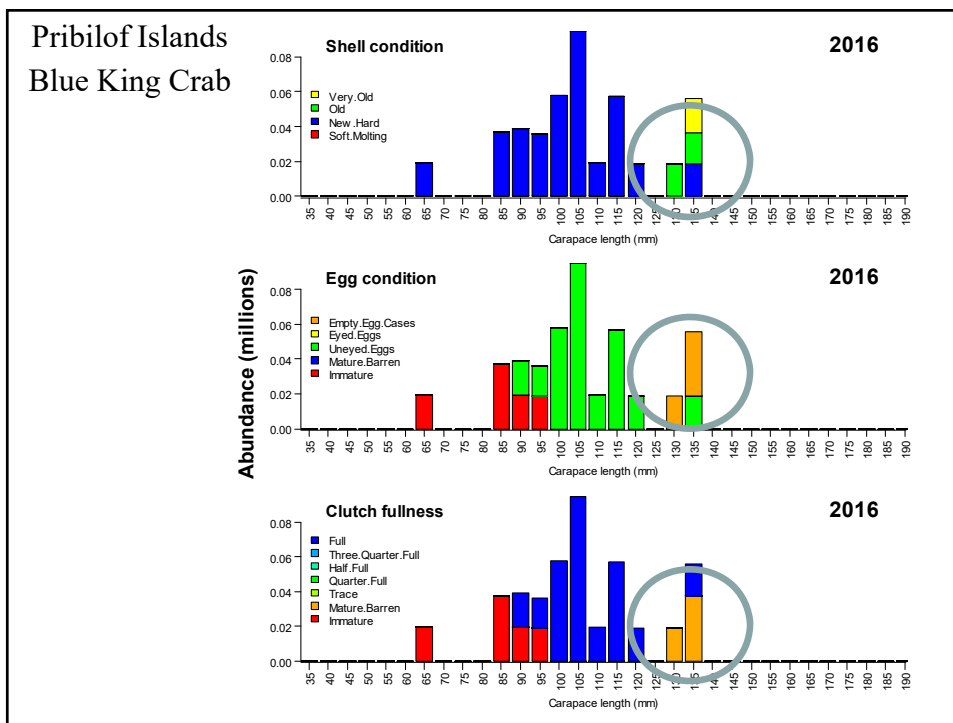 Pribilof Islands
Blue King Crab
Shell condition
2016
Very.Old
Old
New.Hard
Soft.Molting
0.08
0.06
0.04
0.02
0.00
35 40 45 50 55 60 65 70 75 80 85 90 95 100 105 110 115 120 125 130 135 140 145 150 155 160 165 170 175 180 185 190
Carapace length (mm)
Abundance (millions)
Egg condition
2016
Empty.Egg.Cases
Eyed.Eggs
Uneyed.Eggs
Mature.Barren
Immature
0.08
0.06
0.04
0.02
0.00
35 40 45 50 55 60 65 70 75 80 85 90 95 100 105 110 115 120 125 130 135 140 145 150 155 160 165 170 175 180 185 190
Carapace length (mm)
Clutch fullness
2016
Full
Three.Quarter.Full
Half.Full
Quarter.Full
Trace
Mature.Barren
Immature
0.08
0.06
0.04
0.02
0.00
35 40 45 50 55 60 65 70 75 80 85 90 95 100 105 110 115 120 125 130 135 140 145 150 155 160 165 170 175 180 185 190
Carapace length (mm)